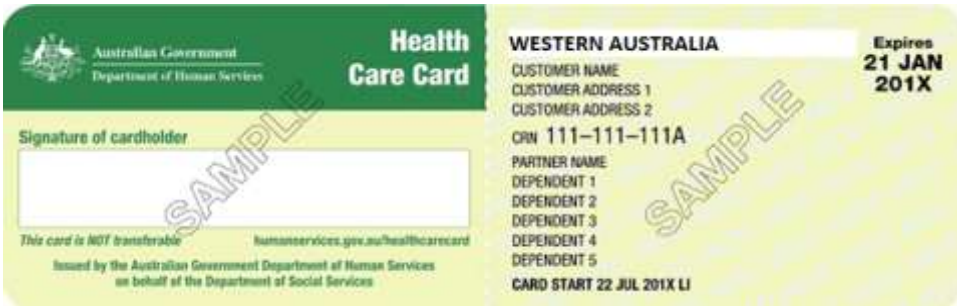 Australian Government
Department of Human Services
Health
Care Card
Signature of cardholder
SAMPLE
This card is NOT transferable
humanservices.gov.au/healthcarecard
Issued by the Australian Government Department of Human Services
on behalf of the Department of Social Services
WESTERN AUSTRALIA
Expires
21 JAN
201X
CUSTOMER NAME
CUSTOMER ADDRESS 1
CUSTOMER ADDRESS 2
CRN 111-111-111A
PARTNER NAME
DEPENDENT 1
DEPENDENT 2
DEPENDENT 3
DEPENDENT 4
DEPENDENT 5
CARD START 22 JUL 201X LI
SAMPLE